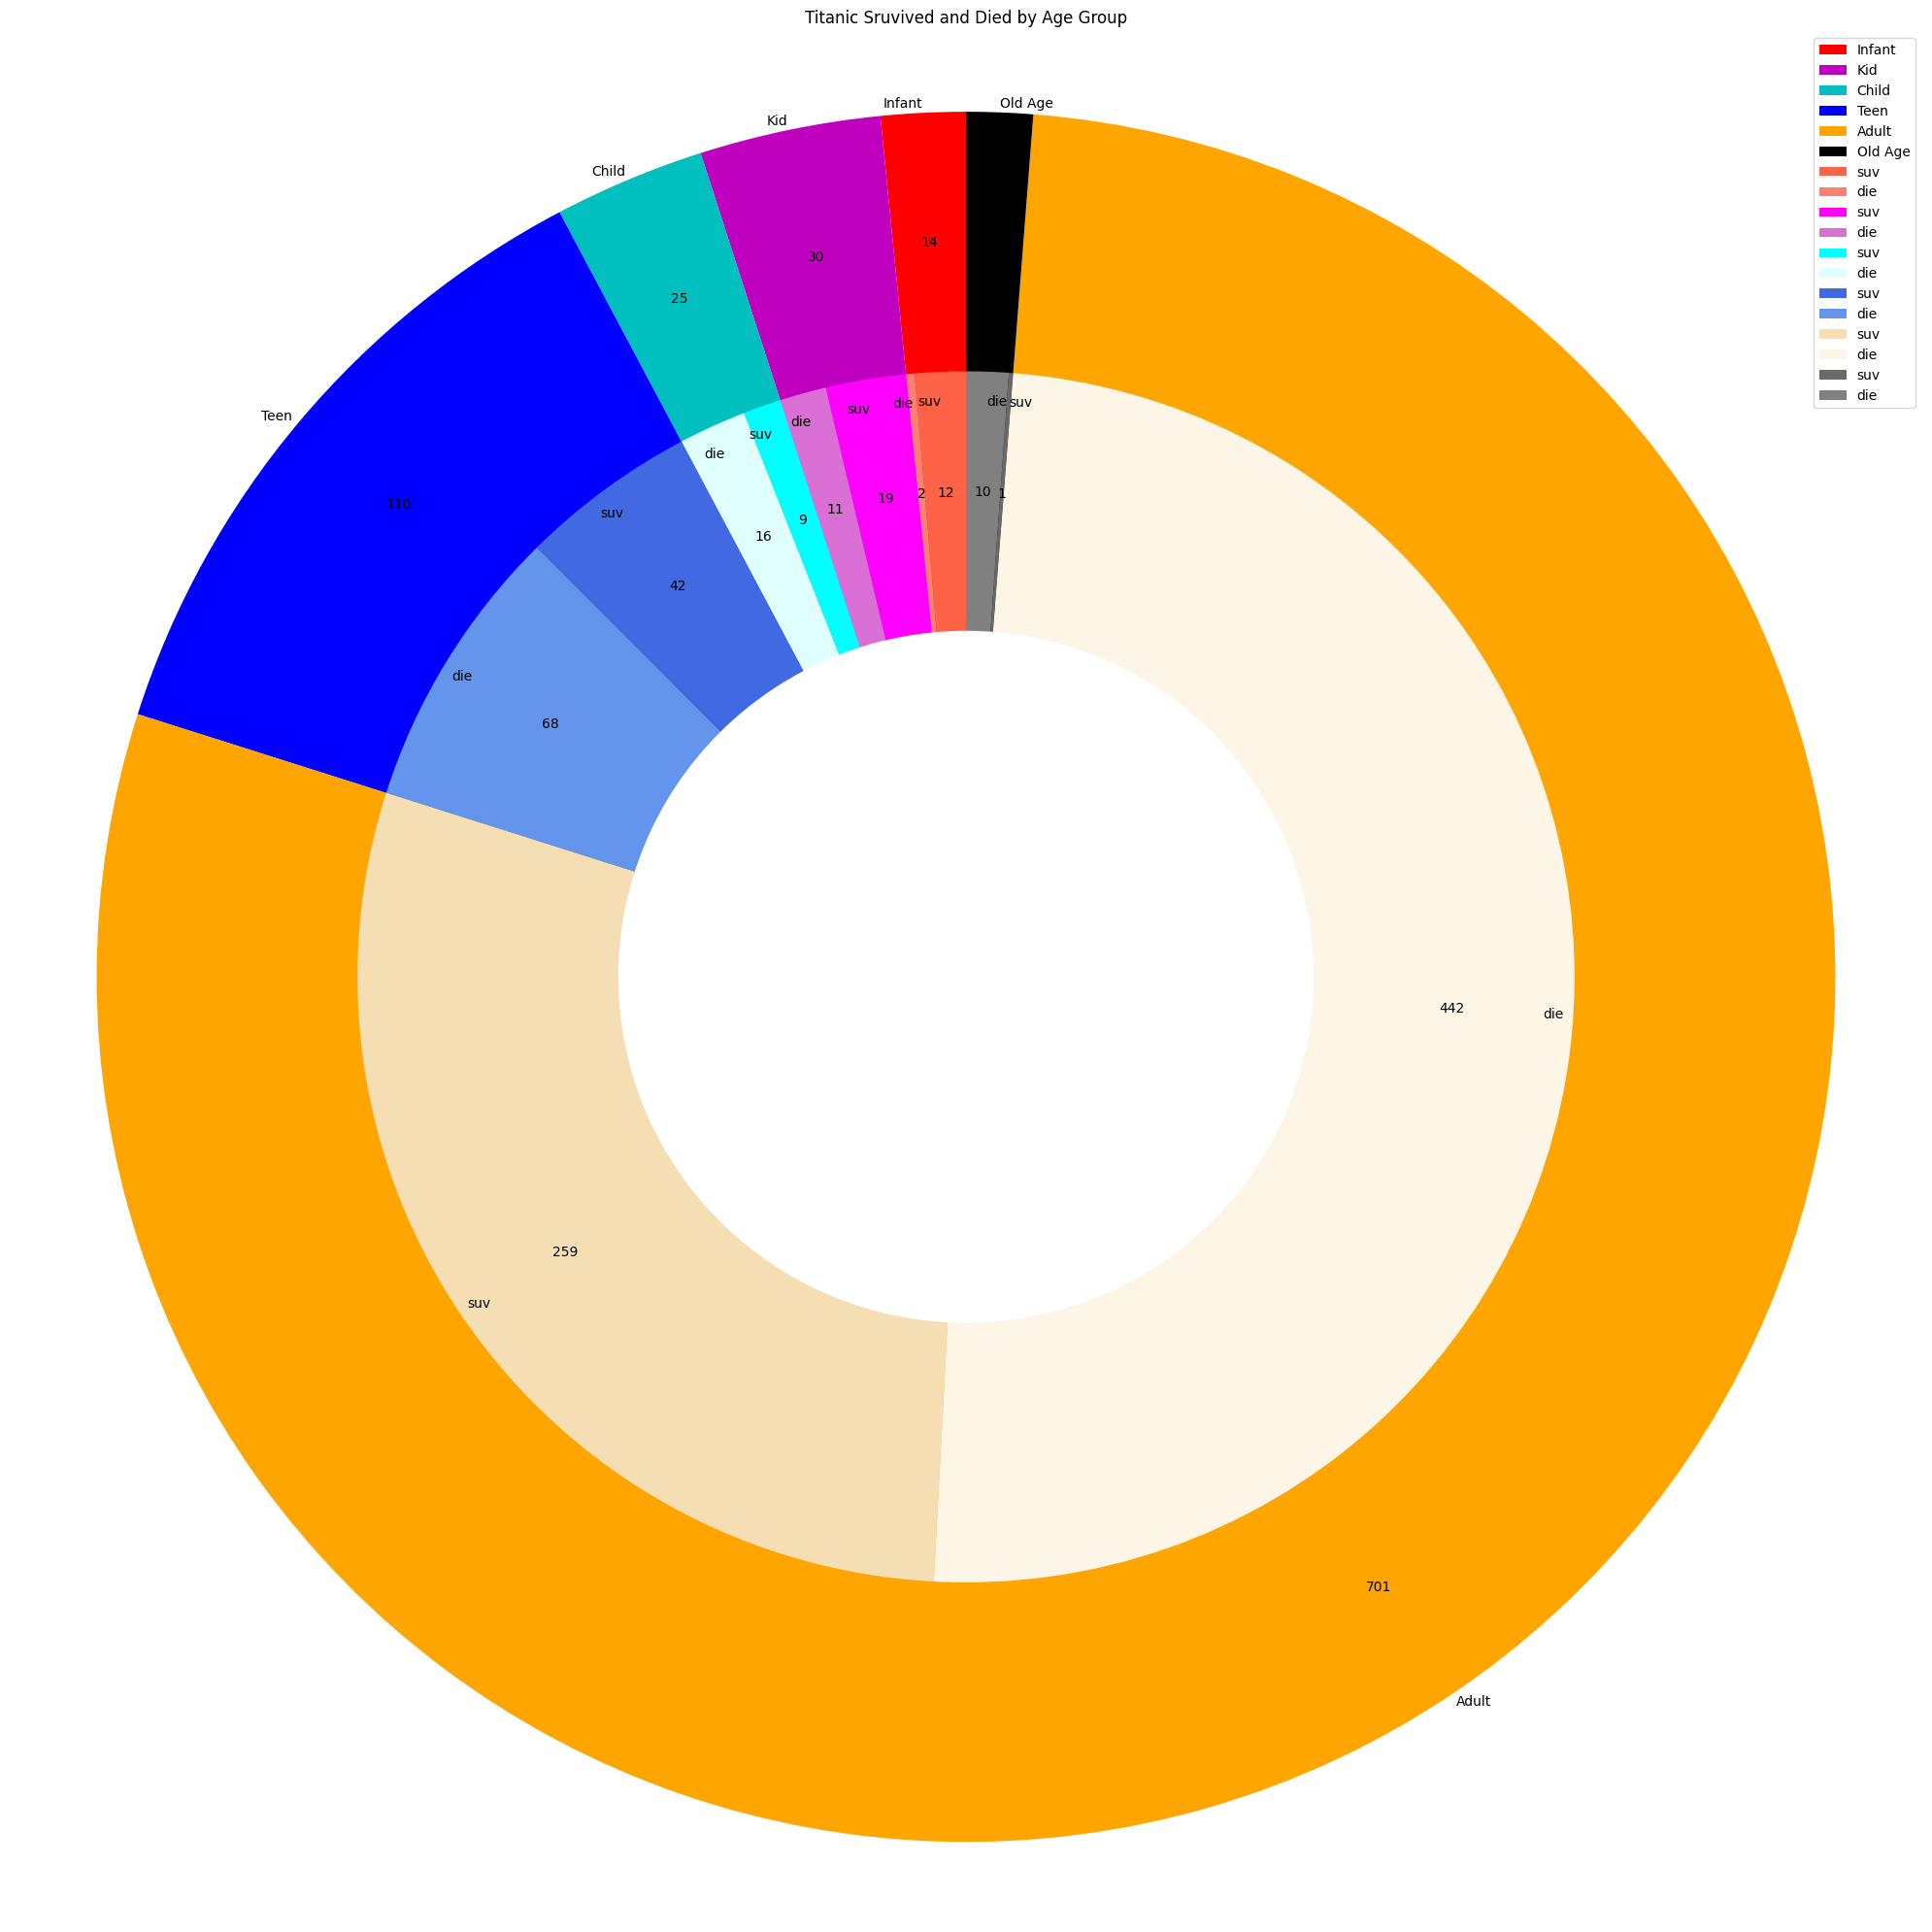 Titanic Sruvived and Died by Age Group
Infant
Kid
Child
Teen
Adult
Old Age
suv
die
suv
die
suv
die
suv
die
suv
die
suv
die
Infant
Old Age
Kid
Child
Teen
Adult
14
30
25
110
701
die
suv
die
suv
suv
die
suv
die
suv
die
suv
die
10
1
12
2
19
11
9
16
42
68
259
442